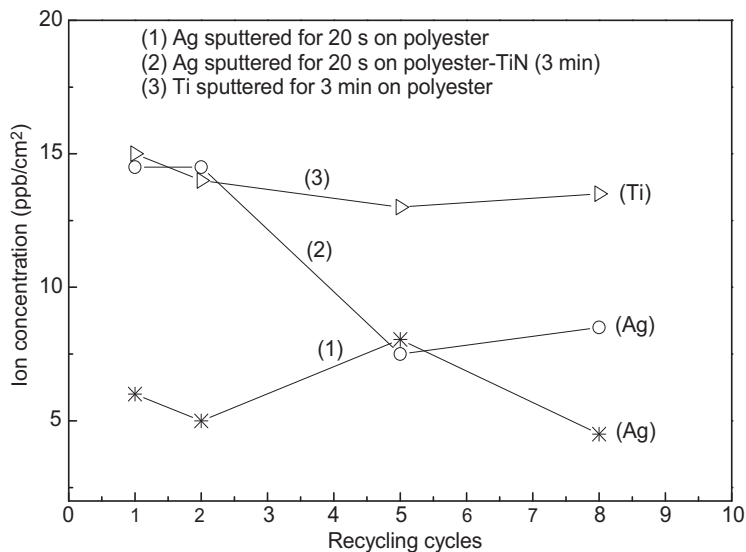 20
15
10
5
Ion concentration (ppb/cm²)
(1) Ag sputtered for 20 s on polyester
(2) Ag sputtered for 20 s on polyester-TiN (3 min)
(3) Ti sputtered for 3 min on polyester
(3)
(Ti)
(2)
(1)
(Ag)
(Ag)
0 1 2 3 4 5 6 7 8 9 10
Recycling cycles